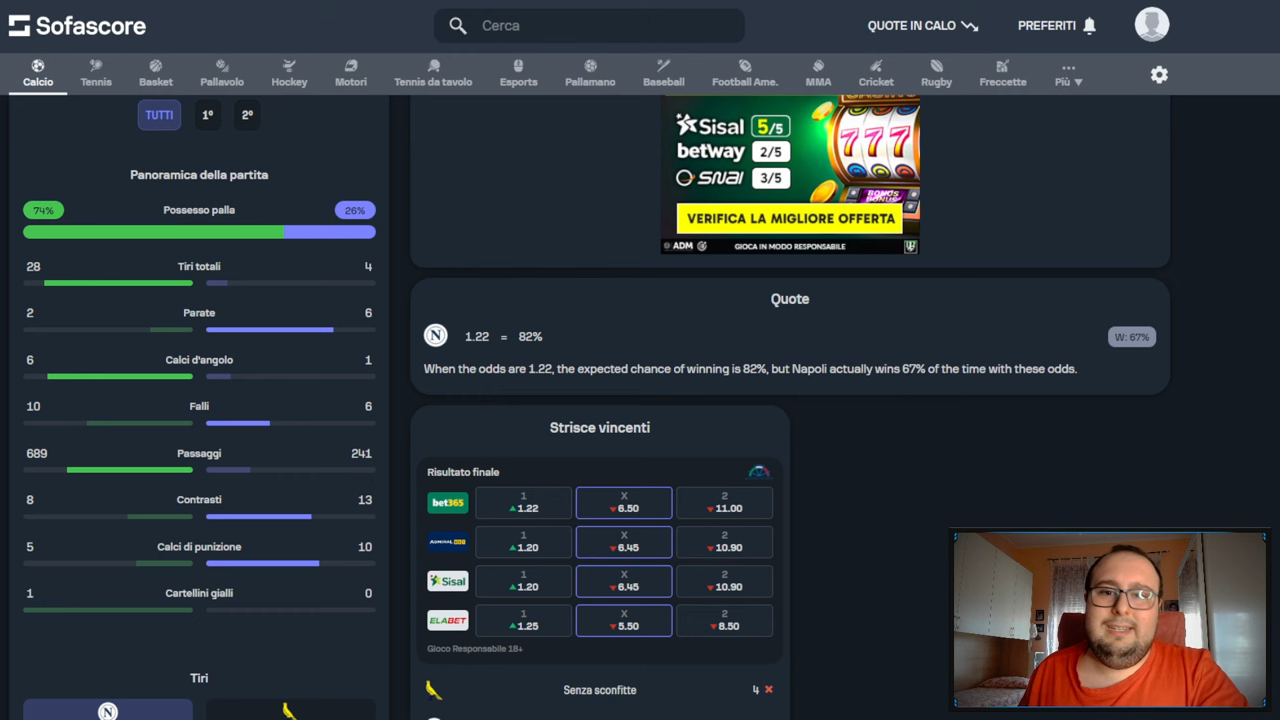 Sofascore
Cerca
QUOTE IN CALO
PREFERITI
Calcio
Tennis
Basket
Pallavolo
Hockey
Motori
Tennis da tavolo
Esports
Pallamano
Baseball
Football Ame.
MMA
Cricket
Rugby
Freccette
Più ▼
TUTTI
1º
2º
Panoramica della partita
74% Possesso palla 26%
28 Tiri totali 4
2 Parate 6
6 Calci d'angolo 1
10 Falli 6
689 Passaggi 241
8 Contrasti 13
5 Calci di punizione 10
1 Cartellini gialli 0
Tiri
N
Sisal 5/5
betway 2/5
SNAI 3/5
777
BONUS
VERIFICA LA MIGLIORE OFFERTA
ADM GIOCA IN MODO RESPONSABILE
Quote
N 1.22 = 82% W: 67%
When the odds are 1.22, the expected chance of winning is 82%, but Napoli actually wins 67% of the time with these odds.
Strisce vincenti
Risultato finale
1 X 2
bet365 1.22 6.50 11.00
1 X 2
ADMIRAL BET 1.20 6.45 10.90
1 X 2
Sisal 1.20 6.45 10.90
1 X 2
ELABET 1.25 5.50 8.50
Gioco Responsabile 18+
Senza sconfitte 4